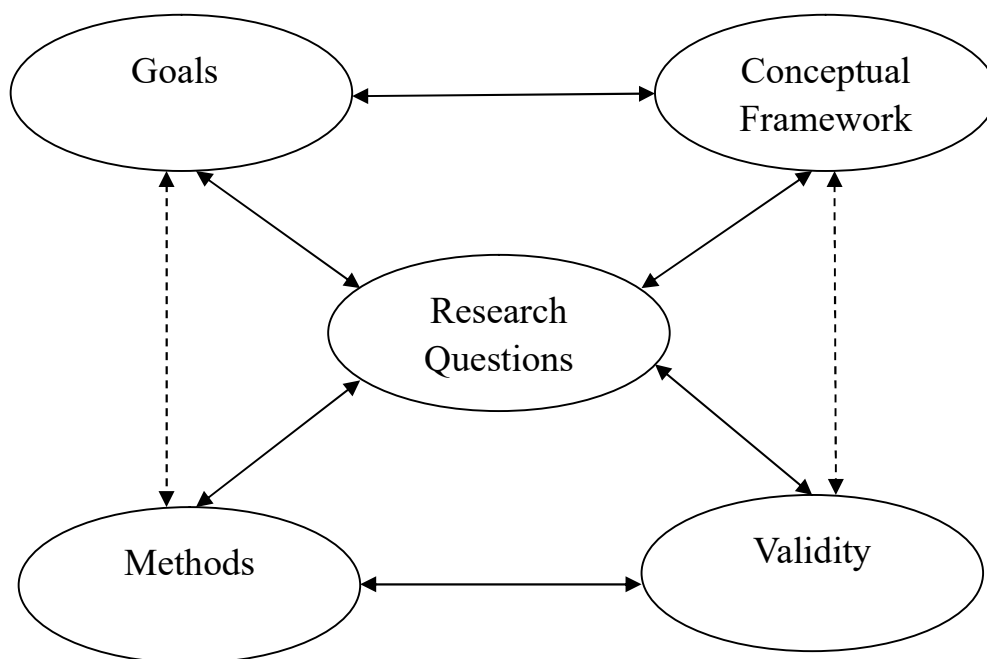 Goals
Conceptual
Framework
Research
Questions
Methods
Validity